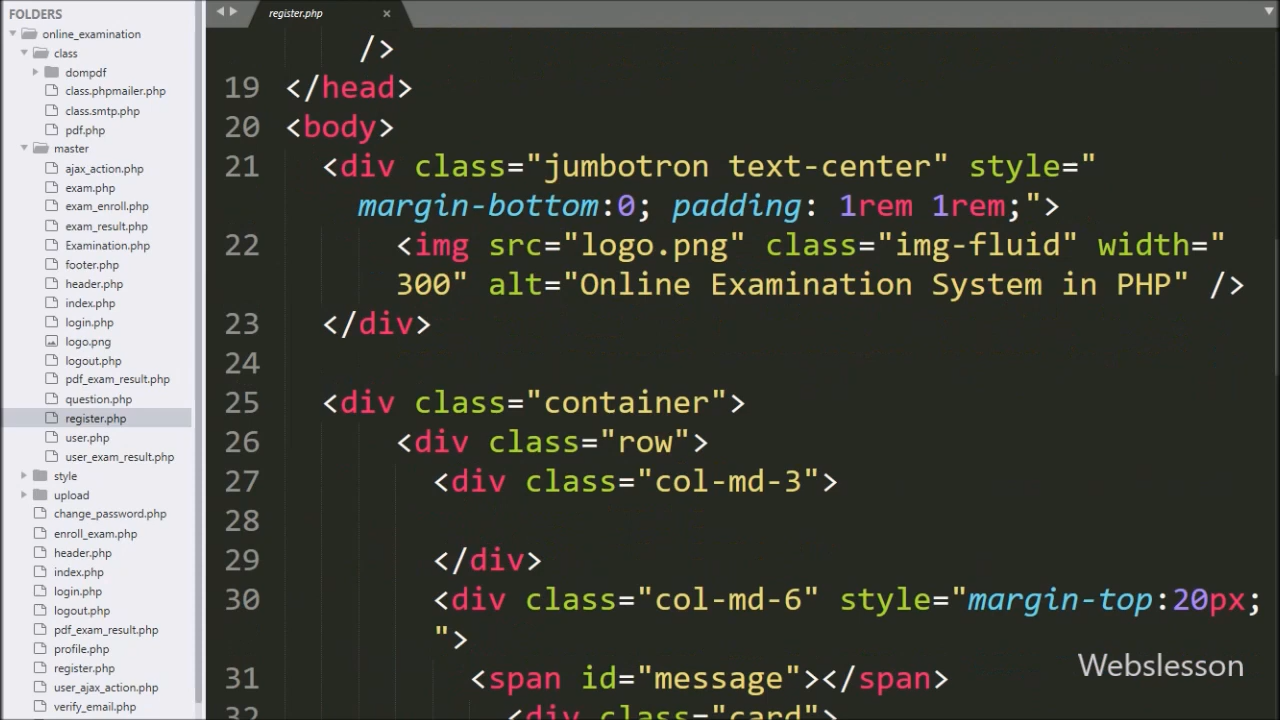 FOLDERS
online_examination
class
dompdf
class.phpmailer.php
class.smtp.php
pdf.php
master
ajax_action.php
exam.php
exam_enroll.php
exam_result.php
Examination.php
footer.php
header.php
index.php
login.php
logo.png
logout.php
pdf_exam_result.php
question.php
register.php
user.php
user_exam_result.php
style
upload
change_password.php
enroll_exam.php
header.php
index.php
login.php
logout.php
pdf_exam_result.php
profile.php
register.php
user_ajax_action.php
verify_email.php
register.php ×
/>
19 </head>
20 <body>
21 <div class="jumbotron text-center" style="
margin-bottom:0; padding: 1rem 1rem;">
22 <img src="logo.png" class="img-fluid" width="
300" alt="Online Examination System in PHP" />
23 </div>
24
25 <div class="container">
26 <div class="row">
27 <div class="col-md-3">
28
29 </div>
30 <div class="col-md-6" style="margin-top:20px;
">
31 <span id="message"></span>
32 <div class="card">
Webslesson